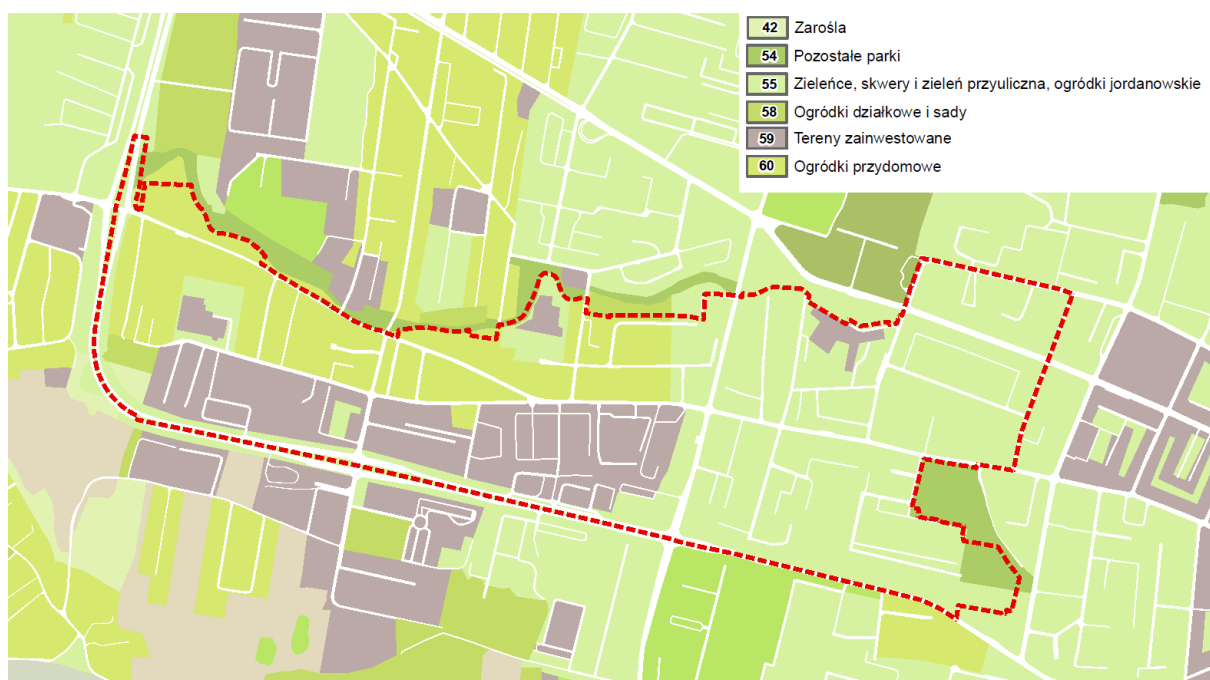 42 Zarośla
54 Pozostałe parki
55 Zieleńce, skwery i zieleń przyuliczna, ogródki jordanowskie
58 Ogródki działkowe i sady
59 Tereny zainwestowane
60 Ogródki przydomowe